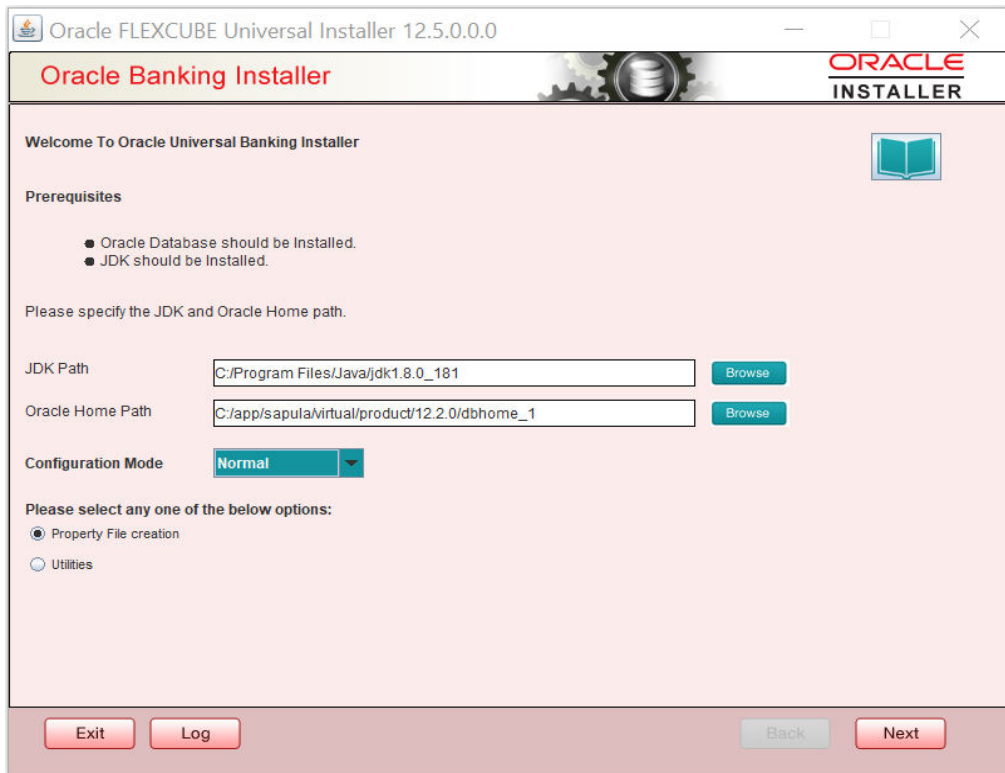 Oracle FLEXCUBE Universal Installer 12.5.0.0.0
Oracle Banking Installer
ORACLE
INSTALLER
Welcome To Oracle Universal Banking Installer
Prerequisites
Oracle Database should be Installed.
JDK should be Installed.
Please specify the JDK and Oracle Home path.
JDK Path
C:/Program Files/Java/jdk1.8.0_181
Browse
Oracle Home Path
C:/app/sapula/virtual/product/12.2.0/dbhome_1
Browse
Configuration Mode
Normal
Please select any one of the below options:
Property File creation
Utilities
Exit
Log
Back
Next